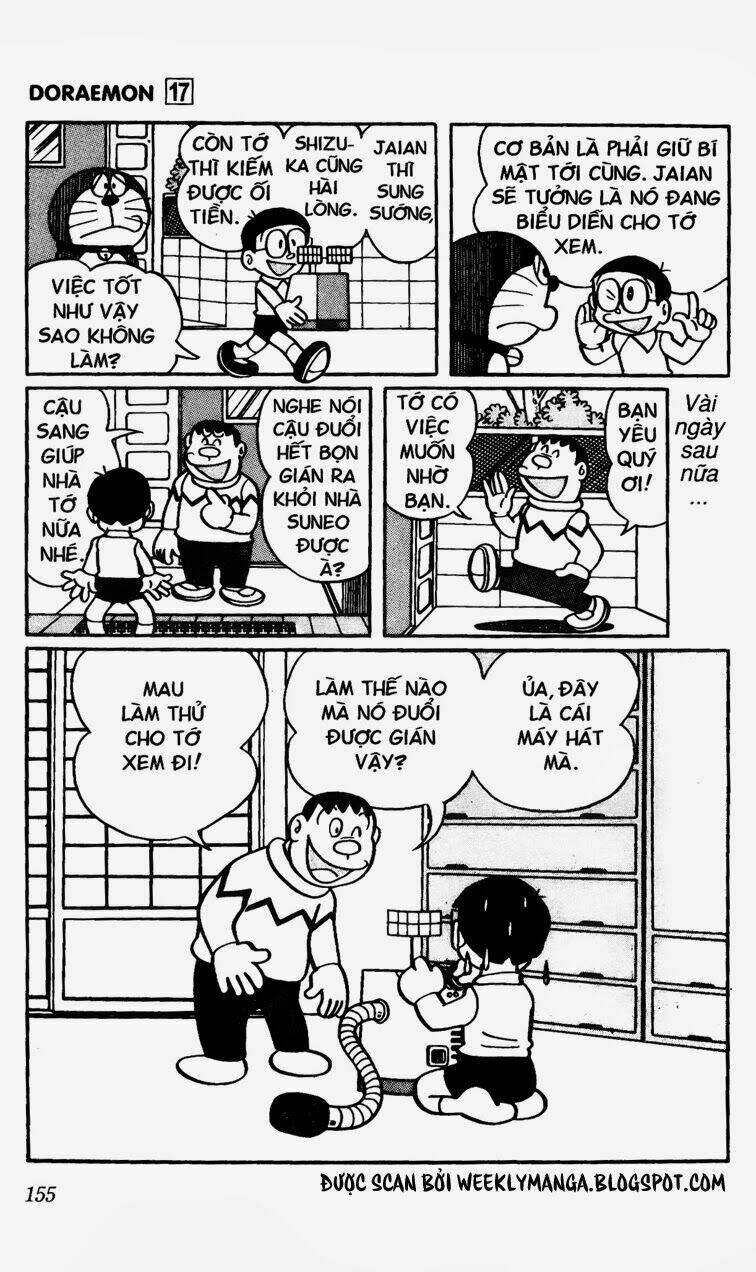 DORAEMON 17
CƠ BẢN LÀ PHẢI GIỮ BÍ
MẬT TỚI CÙNG. JAIAN
SẼ TƯỞNG LÀ NÓ ĐANG
BIỂU DIỄN CHO TỚ
XEM.
JAIAN
THÌ
SUNG
SƯỚNG,
SHIZU-
KA CŨNG
HÀI
LÒNG.
CÒN TỚ
THÌ KIẾM
ĐƯỢC ỐI
TIỀN.
VIỆC TỐT
NHƯ VẬY
SAO KHÔNG
LÀM?
Vài
ngày
sau
nữa
...
BẠN
YÊU
QUÝ
ƠI!
TỚ CÓ
VIỆC
MUỐN
NHỜ
BẠN.
NGHE NÓI
CẬU ĐUỔI
HẾT BỌN
GIÁN RA
KHỎI NHÀ
SUNEO
ĐƯỢC
À?
CẬU
SANG
GIÚP
NHÀ
TỚ
NỮA
NHÉ.
ỦA, ĐÂY
LÀ CÁI
MÁY HÁT
MÀ.
LÀM THẾ NÀO
MÀ NÓ ĐUỔI
ĐƯỢC GIÁN
VẬY?
MAU
LÀM THỬ
CHO TỚ
XEM ĐI!
155
ĐƯỢC SCAN BỞI WEEKLYMANGA.BLOGSPOT.COM